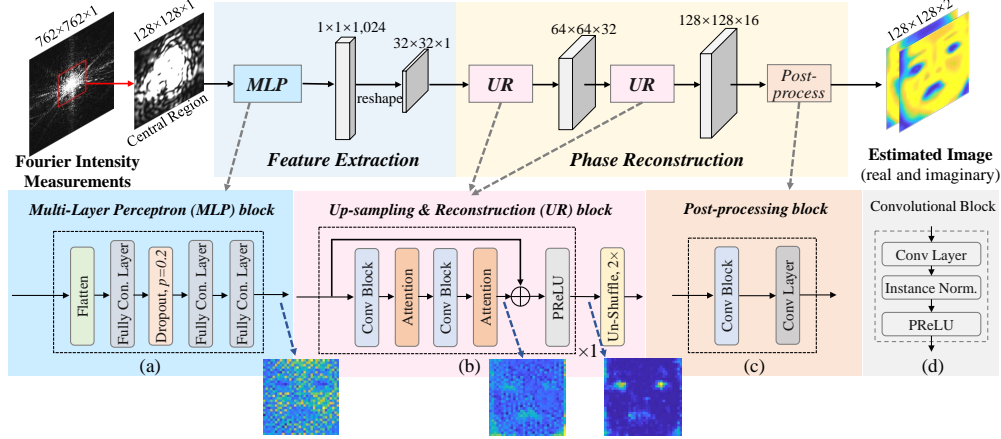 762×762×1
128×128×1
Central Region
Fourier Intensity
Measurements
MLP
1×1×1,024
reshape
32×32×1
Feature Extraction
UR
64×64×32
UR
128×128×16
Post-
process
Phase Reconstruction
128×128×2
Estimated Image
(real and imaginary)
Multi-Layer Perceptron (MLP) block
Flatten
Fully Con. Layer
Dropout, p=0.2
Fully Con. Layer
Fully Con. Layer
(a)
Up-sampling & Reconstruction (UR) block
Conv Block
Attention
Conv Block
Attention
PReLU
×1
Un-Shuffle, 2×
(b)
Post-processing block
Conv Block
Conv Layer
(c)
Convolutional Block
Conv Layer
Instance Norm.
PReLU
(d)